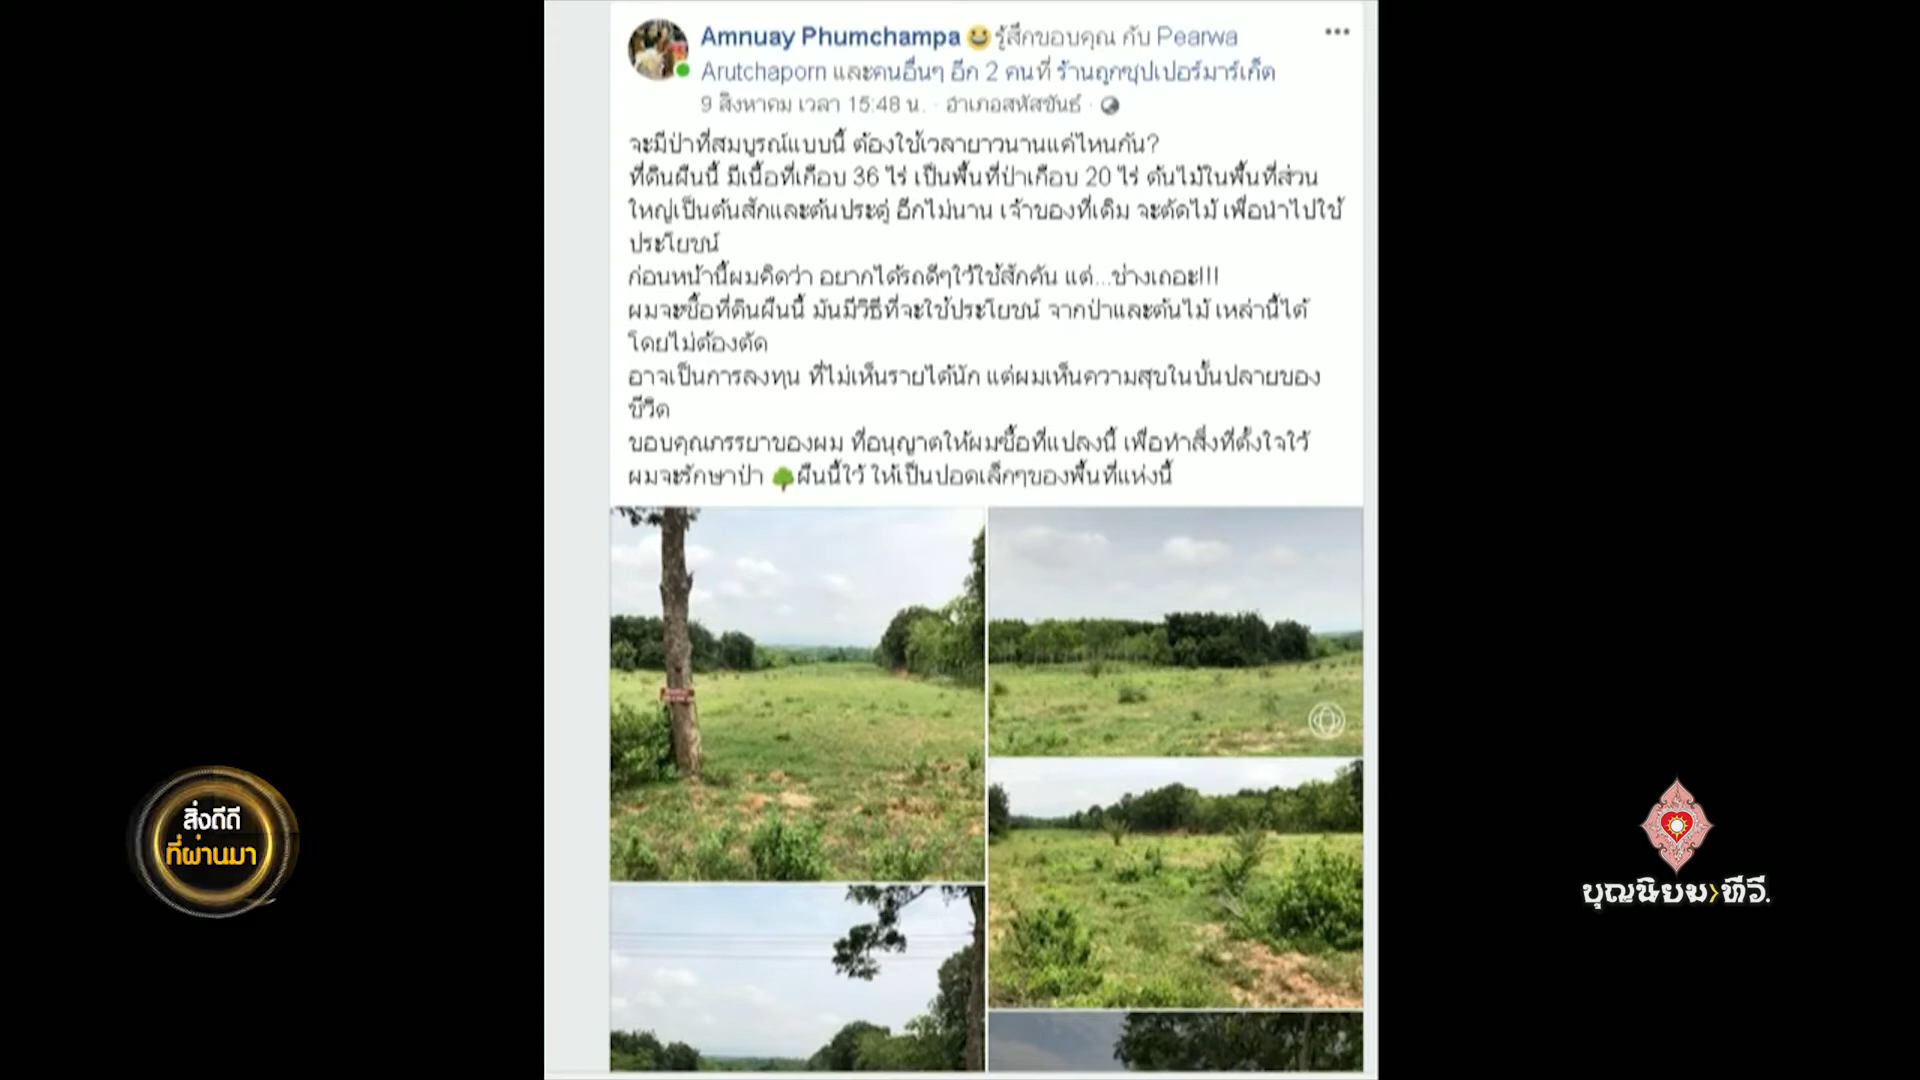 Amnuay Phumchampa รู้สึกขอบคุณ กับ Pearwa
Arutchaporn และคนอื่นๆ อีก 2 คนที่ ร้านถูกซุปเปอร์มาร์เก็ต
9 สิงหาคม เวลา 15:48 น. · อำเภอสหัสขันธ์ ·
จะมีป่าที่สมบูรณ์แบบนี้ ต้องใช้เวลายาวนานแค่ไหนกัน?
ที่ดินผืนนี้ มีเนื้อที่เกือบ 36 ไร่ เป็นพื้นที่ป่าเกือบ 20 ไร่ ต้นไม้ในพื้นที่ส่วน
ใหญ่เป็นต้นสักและต้นประดู่ อีกไม่นาน เจ้าของที่เดิม จะตัดไม้ เพื่อนำไปใช้
ประโยชน์
ก่อนหน้านี้ผมคิดว่า อยากได้รถดีๆไว้ใช้สักคัน แต่...ช่างเถอะ!!!
ผมจะซื้อที่ดินผืนนี้ มันมีวิธีที่จะใช้ประโยชน์ จากป่าและต้นไม้ เหล่านี้ได้
โดยไม่ต้องตัด
อาจเป็นการลงทุน ที่ไม่เห็นรายได้นัก แต่ผมเห็นความสุขในบั้นปลายของ
ชีวิต
ขอบคุณภรรยาของผม ที่อนุญาตให้ผมซื้อที่แปลงนี้ เพื่อทำสิ่งที่ตั้งใจไว้
ผมจะรักษาป่า 🌳ผืนนี้ไว้ ให้เป็นปอดเล็กๆของพื้นที่แห่งนี้
สิ่งดีดี
ที่ผ่านมา
บุญนิยมทีวี.